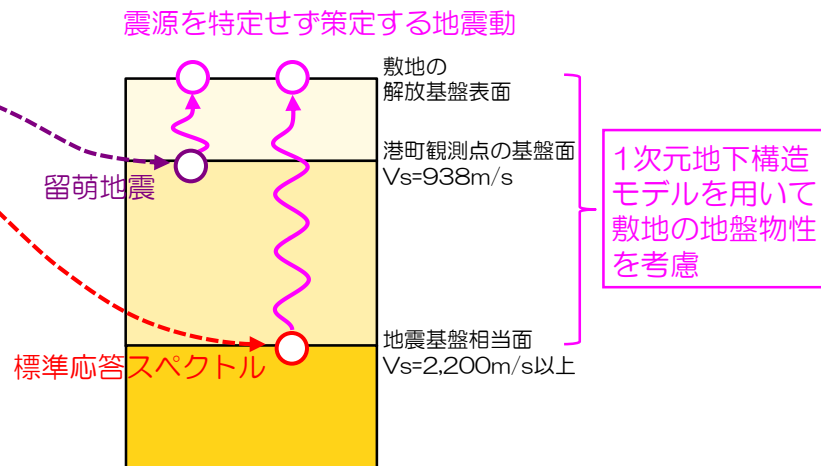 震源を特定せず策定する地震動
敷地の
解放基盤表面
港町観測点の基盤面
Vs=938m/s
留萌地震
1次元地下構造
モデルを用いて
敷地の地盤物性
を考慮
地震基盤相当面
Vs=2,200m/s以上
標準応答スペクトル